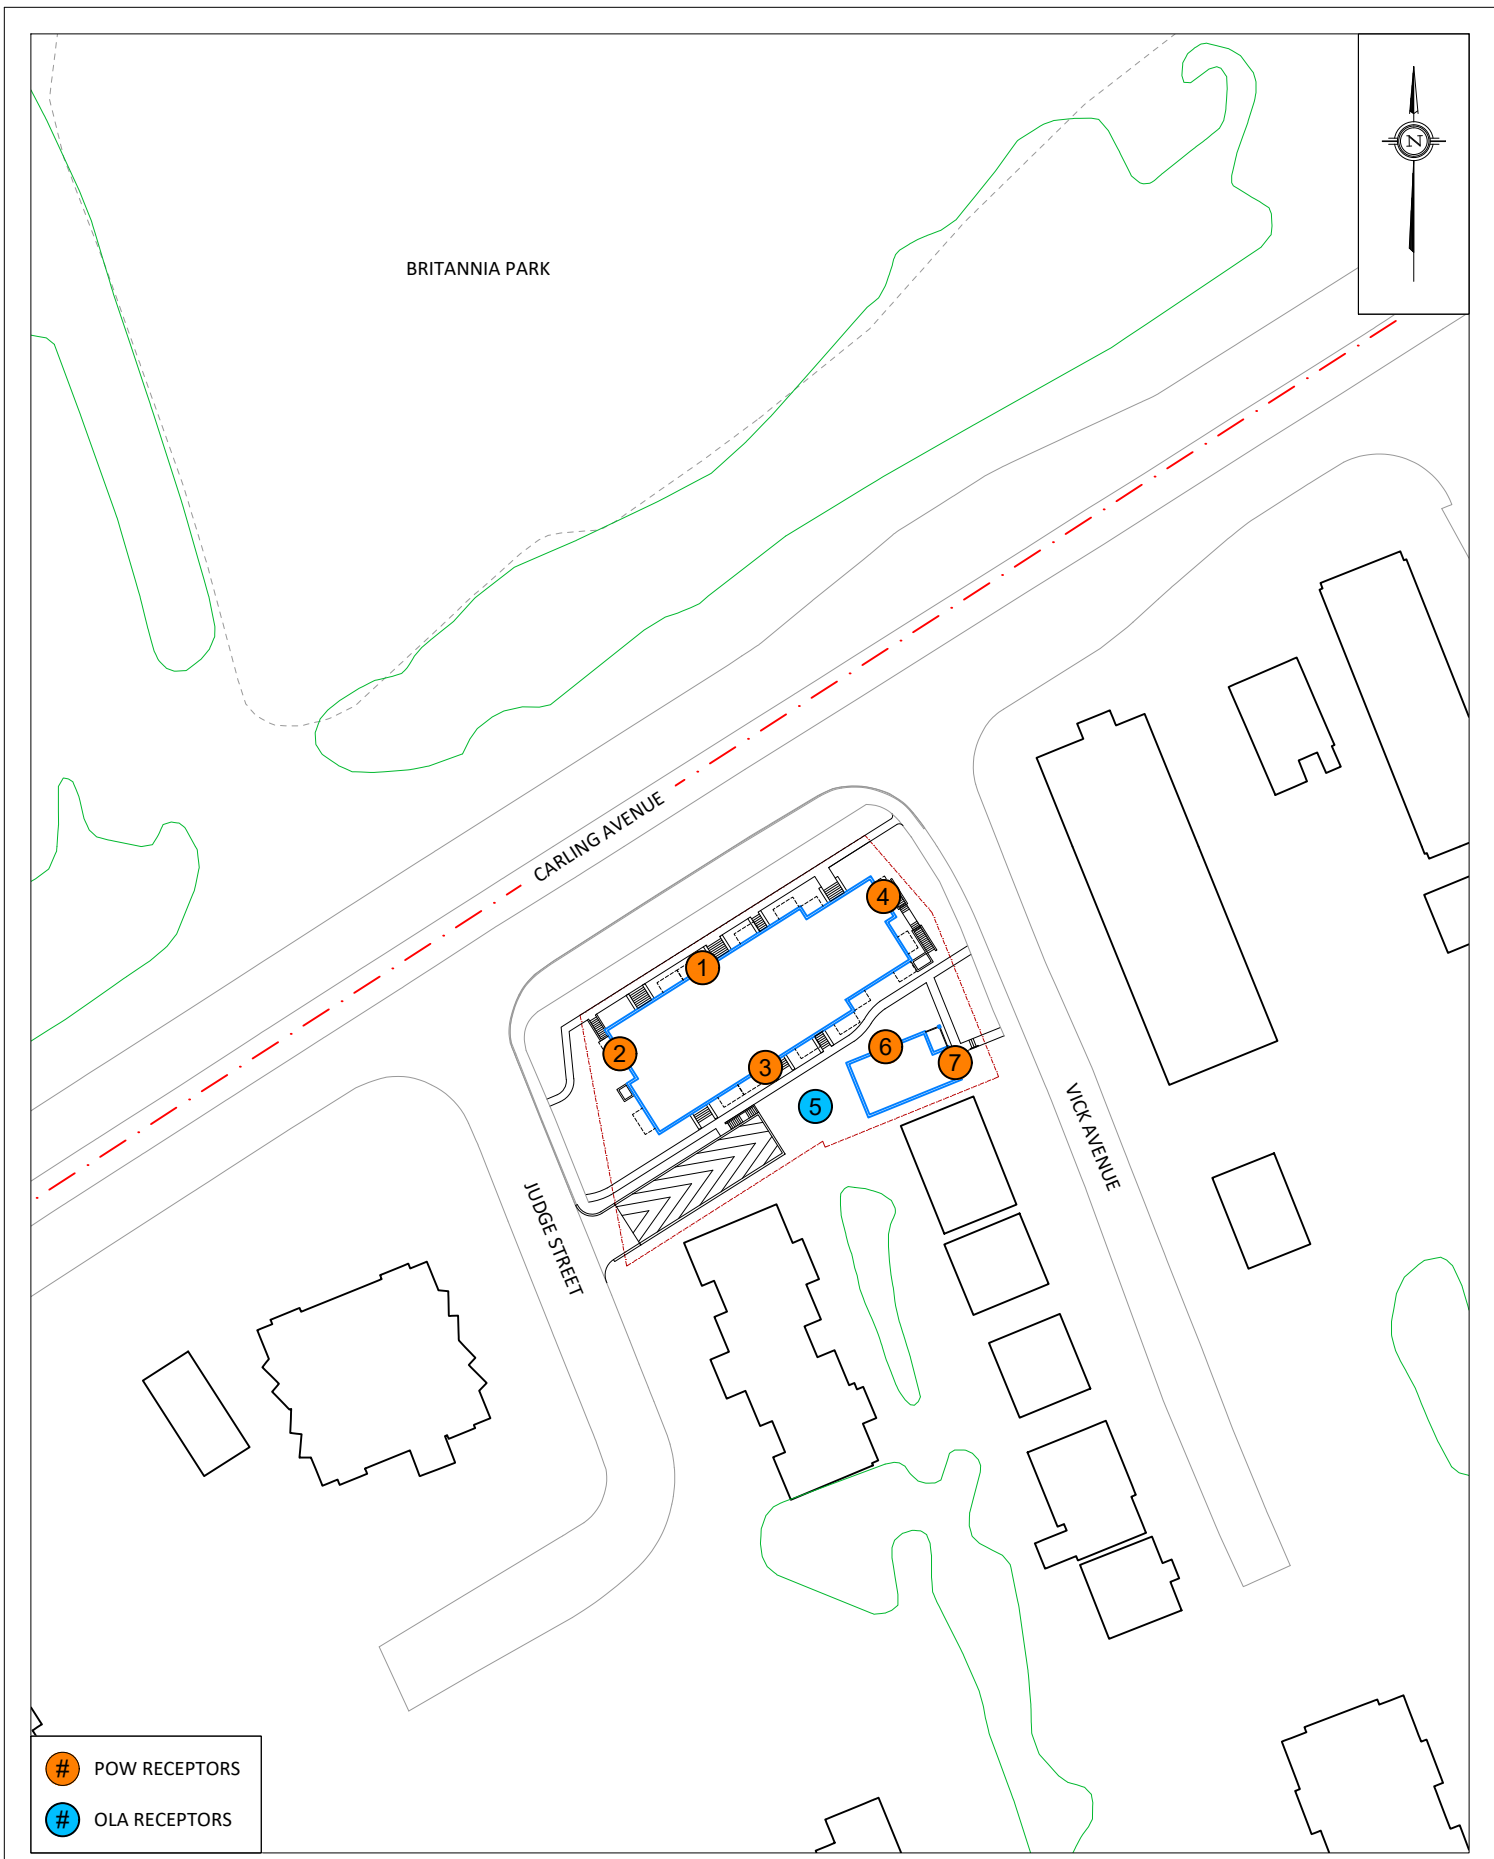 BRITANNIA PARK
N
CARLING AVENUE
4
1
2
3
6
7
5
VICK AVENUE
JUDGE STREET
# POW RECEPTORS
# OLA RECEPTORS